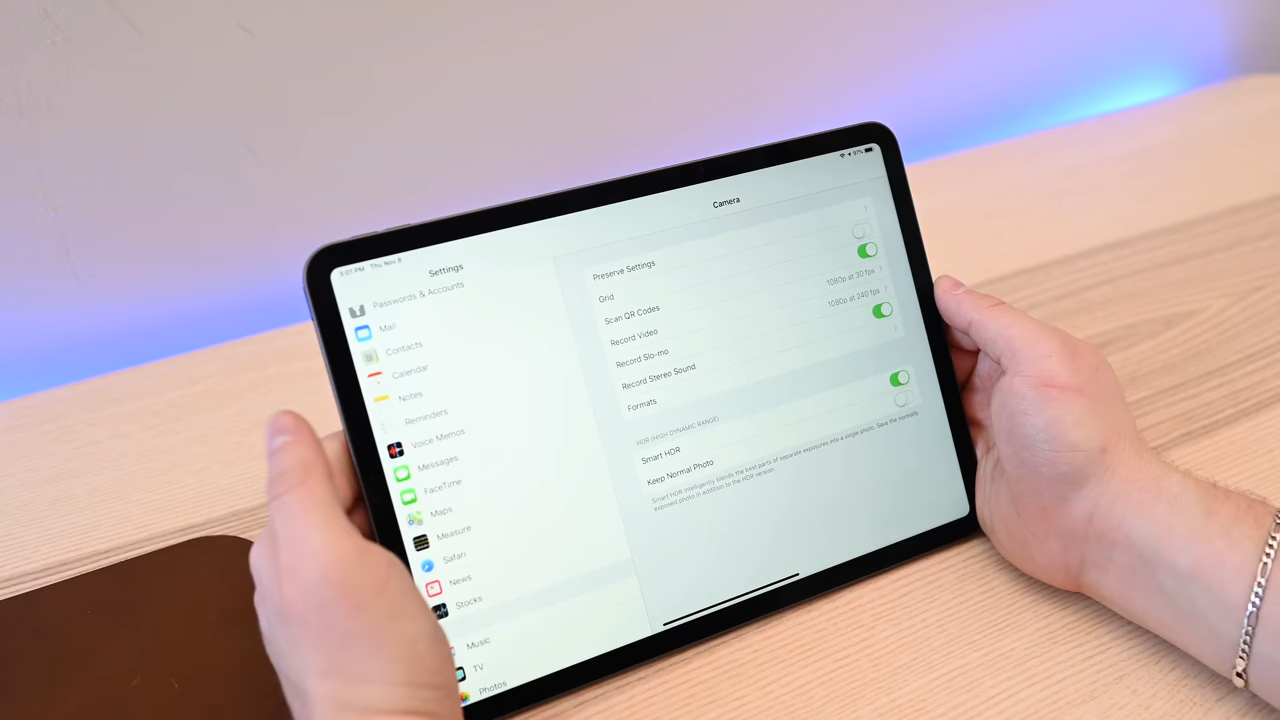 3:01 PM Thu Nov 8
97%
Settings
Passwords & Accounts
Mail
Contacts
Calendar
Notes
Reminders
Voice Memos
Messages
FaceTime
Maps
Measure
Safari
News
Stocks
Music
TV
Photos
Camera
Preserve Settings
Grid
Scan QR Codes
Record Video 1080p at 30 fps
Record Slo-mo 1080p at 240 fps
Record Stereo Sound
Formats
HDR (HIGH DYNAMIC RANGE)
Smart HDR
Keep Normal Photo
Smart HDR intelligently blends the best parts of separate exposures into a single photo. Save the normally
exposed photo in addition to the HDR version.